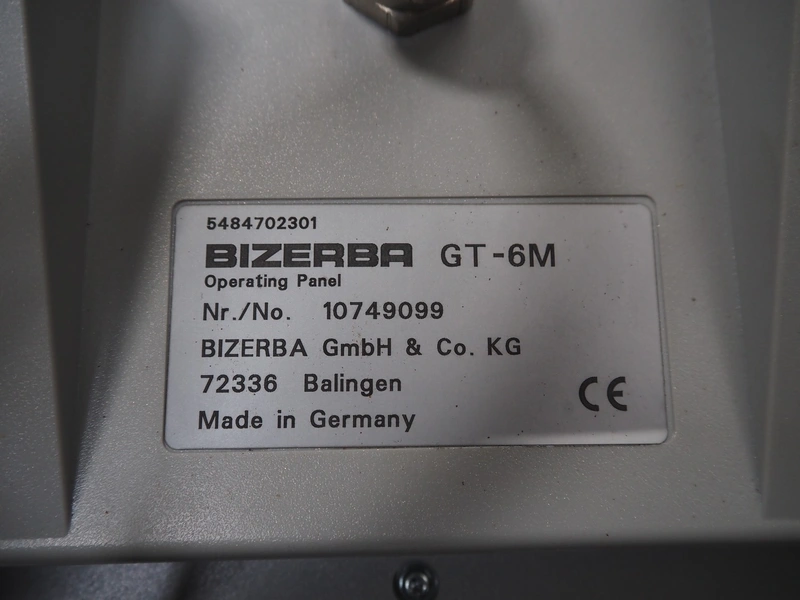 5484702301
BIZERBA GT-6M
Operating Panel
Nr./No. 10749099
BIZERBA GmbH & Co. KG
72336 Balingen
Made in Germany
CE